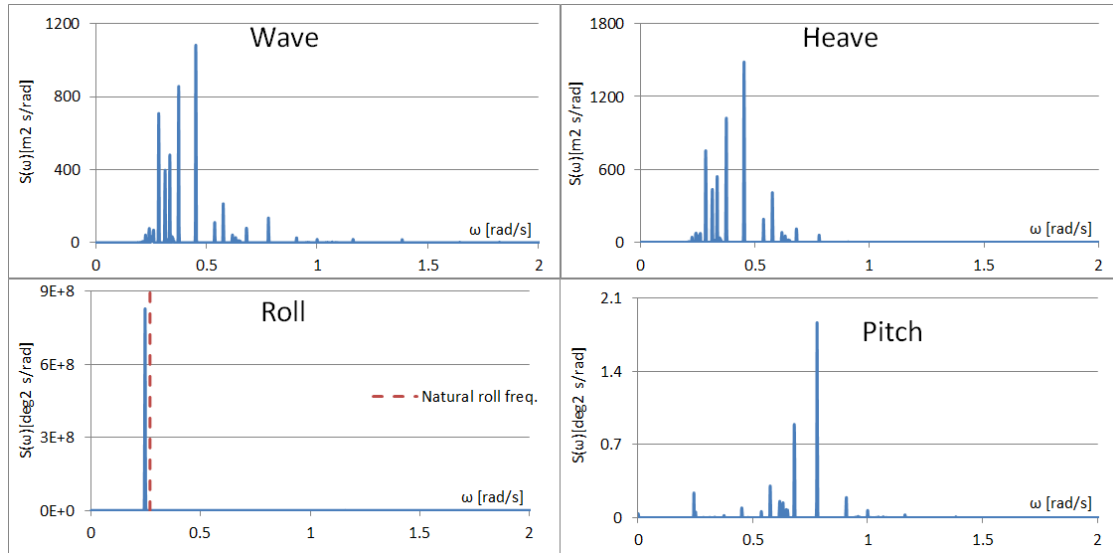 Wave
S(ω)[m2 s/rad]
1200
800
400
0
ω [rad/s]
0 0.5 1 1.5 2
Heave
S(ω)[m2 s/rad]
1800
1200
600
0
ω [rad/s]
0 0.5 1 1.5 2
Roll
S(ω)[deg2 s/rad]
9E+8
6E+8
3E+8
0E+0
Natural roll freq.
ω [rad/s]
0 0.5 1 1.5 2
Pitch
S(ω)[deg2 s/rad]
2.1
1.4
0.7
0
ω [rad/s]
0 0.5 1 1.5 2